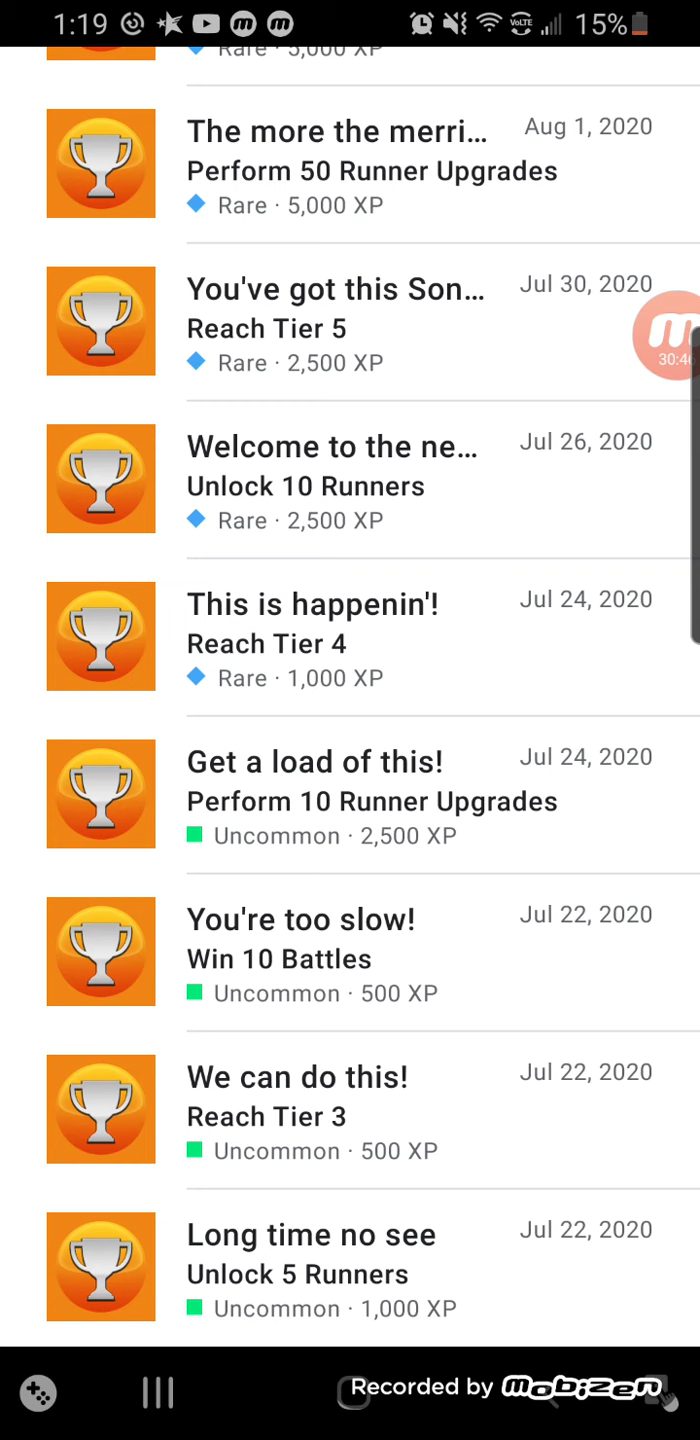 1:19 15%
Rare · 5,000 XP
The more the merri... Aug 1, 2020
Perform 50 Runner Upgrades
Rare · 5,000 XP
You've got this Son... Jul 30, 2020
Reach Tier 5
Rare · 2,500 XP
30:46
Welcome to the ne... Jul 26, 2020
Unlock 10 Runners
Rare · 2,500 XP
This is happenin'! Jul 24, 2020
Reach Tier 4
Rare · 1,000 XP
Get a load of this! Jul 24, 2020
Perform 10 Runner Upgrades
Uncommon · 2,500 XP
You're too slow! Jul 22, 2020
Win 10 Battles
Uncommon · 500 XP
We can do this! Jul 22, 2020
Reach Tier 3
Uncommon · 500 XP
Long time no see Jul 22, 2020
Unlock 5 Runners
Uncommon · 1,000 XP
Recorded by mobizen